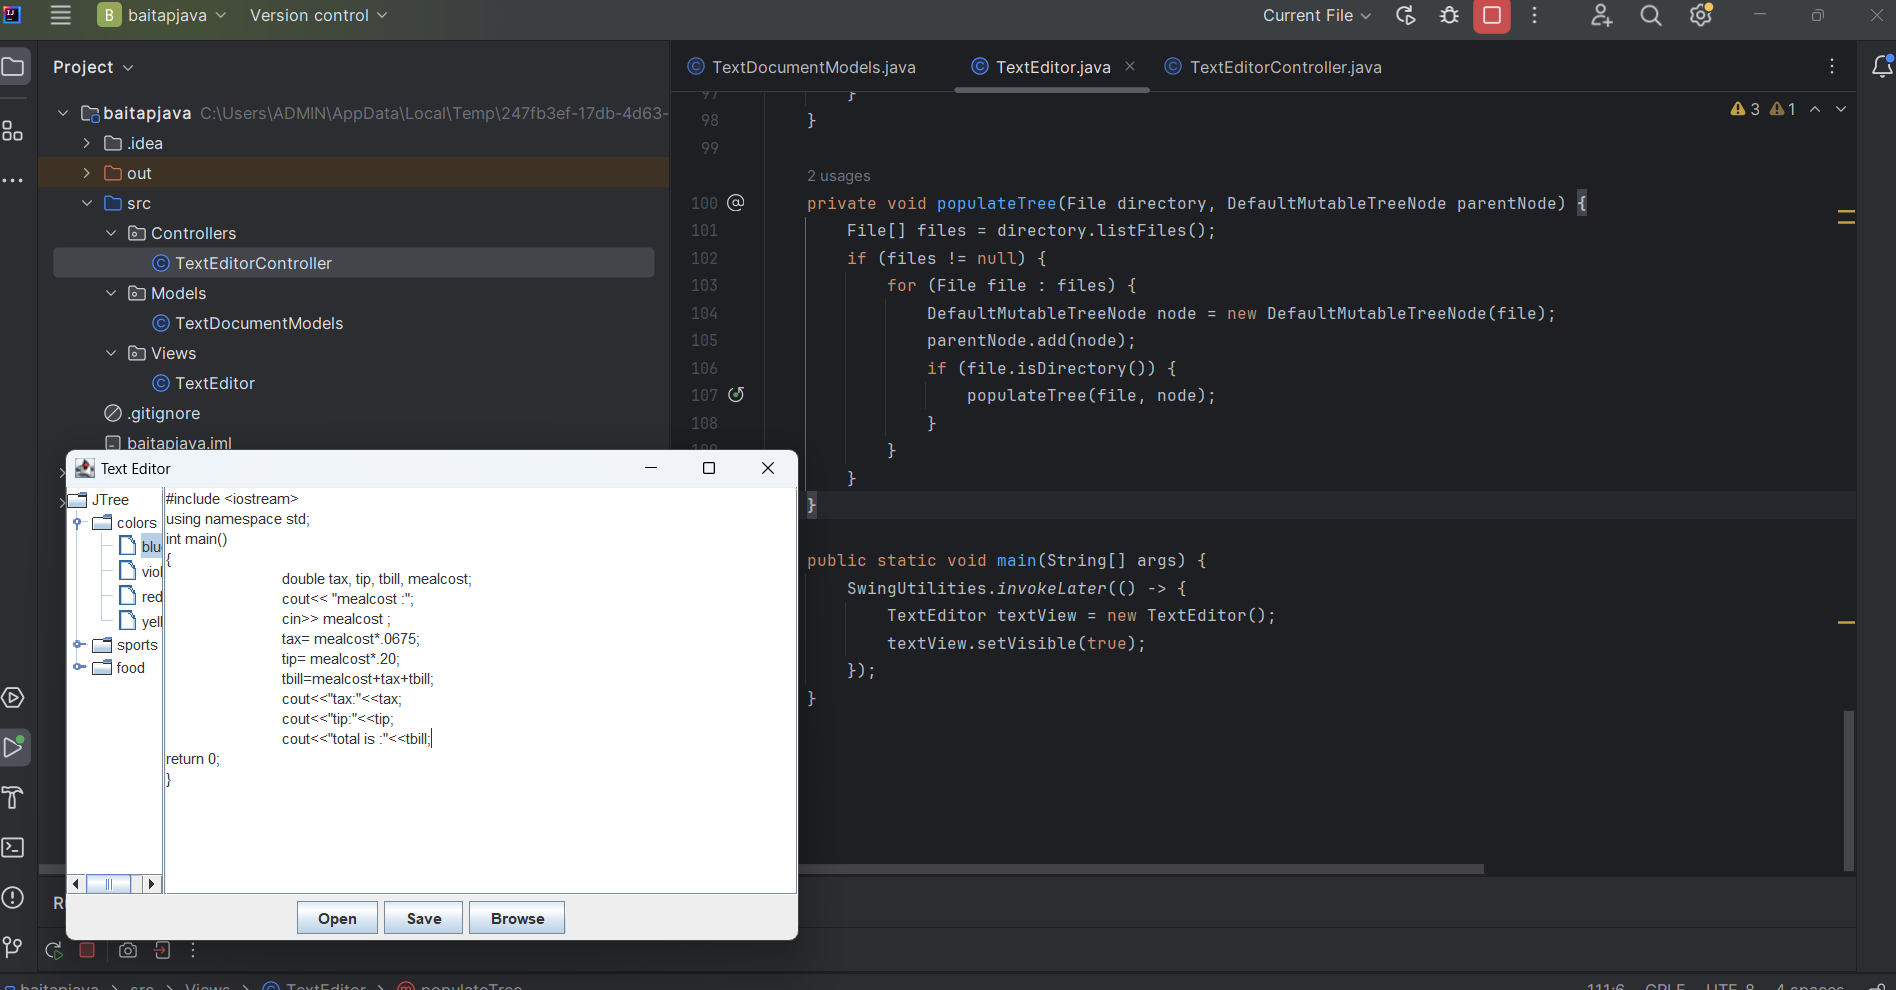 B baitapjava Version control Current File
Project TextDocumentModels.java TextEditor.java TextEditorController.java
baitapjava C:\Users\ADMIN\AppData\Local\Temp\247fb3ef-17db-4d63-
.idea
out
src
Controllers
TextEditorController
Models
TextDocumentModels
Views
TextEditor
.gitignore
baitapjava.iml
3 1
97 }
98 }
99
2 usages
100 private void populateTree(File directory, DefaultMutableTreeNode parentNode) {
101 File[] files = directory.listFiles();
102 if (files != null) {
103 for (File file : files) {
104 DefaultMutableTreeNode node = new DefaultMutableTreeNode(file);
105 parentNode.add(node);
106 if (file.isDirectory()) {
107 populateTree(file, node);
108 }
109 }
}
}
public static void main(String[] args) {
SwingUtilities.invokeLater(() -> {
TextEditor textView = new TextEditor();
textView.setVisible(true);
});
}
Text Editor
JTree
colors
blu
viol
red
yell
sports
food
#include <iostream>
using namespace std;
int main()
{
double tax, tip, tbill, mealcost;
cout<< "mealcost :";
cin>> mealcost ;
tax= mealcost*.0675;
tip= mealcost*.20;
tbill=mealcost+tax+tbill;
cout<<"tax:"<<tax;
cout<<"tip:"<<tip;
cout<<"total is :"<<tbill;
return 0;
}
Open Save Browse
baitapjava src Views TextEditor populateTree 111:6 CRLF UTF-8 4 spaces